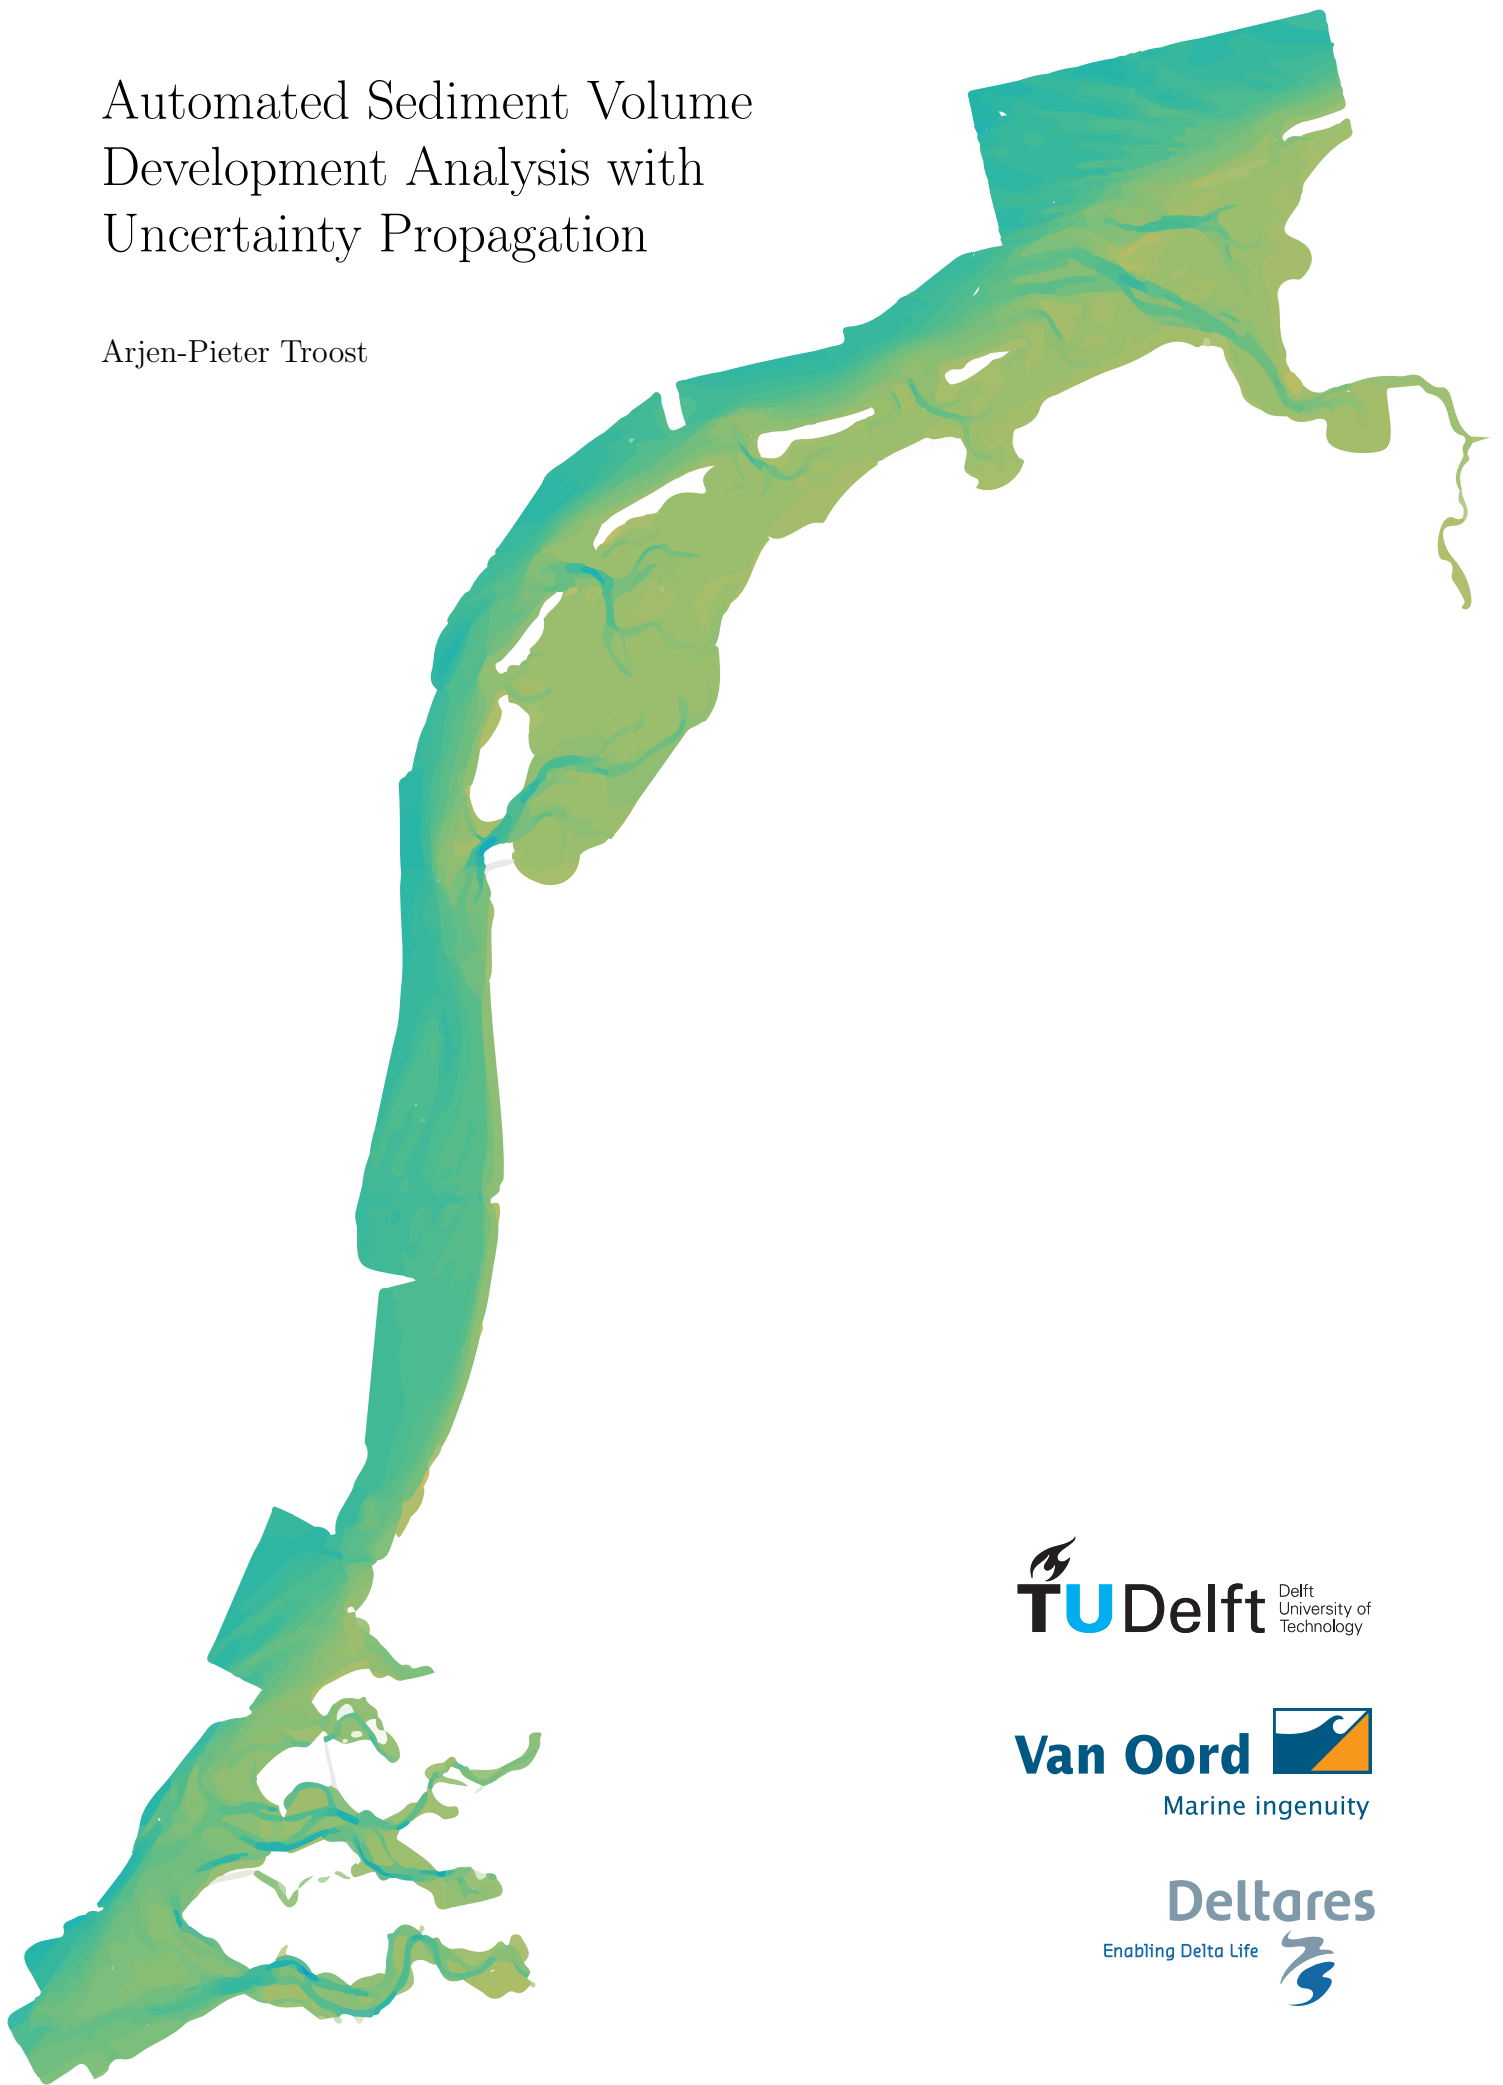 Automated Sediment Volume
Development Analysis with
Uncertainty Propagation
Arjen-Pieter Troost
TUDelft
Delft
University of
Technology
Van Oord
Marine ingenuity
Deltares
Enabling Delta Life